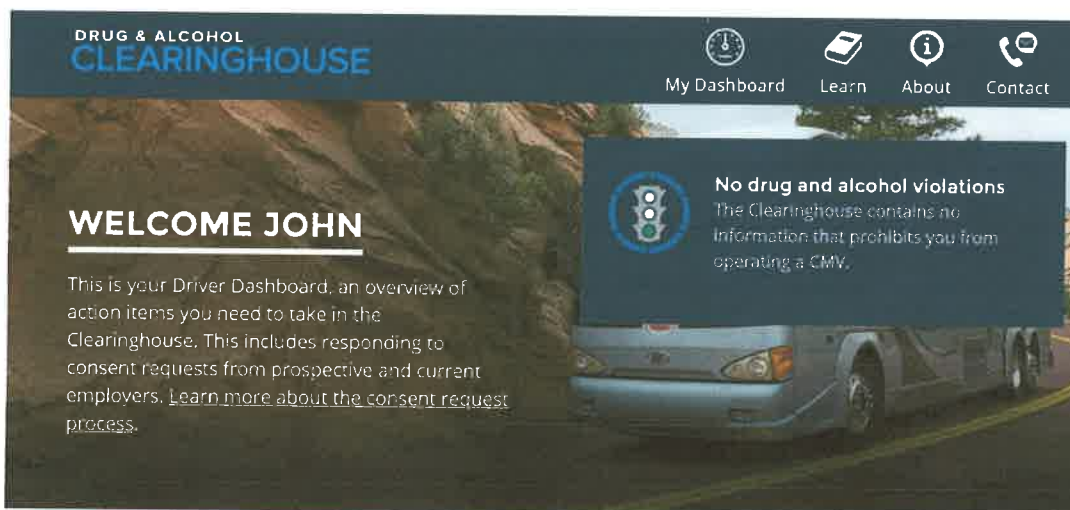 DRUG & ALCOHOL
CLEARINGHOUSE
My Dashboard
Learn
About
Contact
No drug and alcohol violations
The Clearinghouse contains no
information that prohibits you from
operating a CMV.
WELCOME JOHN
This is your Driver Dashboard, an overview of
action items you need to take in the
Clearinghouse. This includes responding to
consent requests from prospective and current
employers. Learn more about the consent request
process.